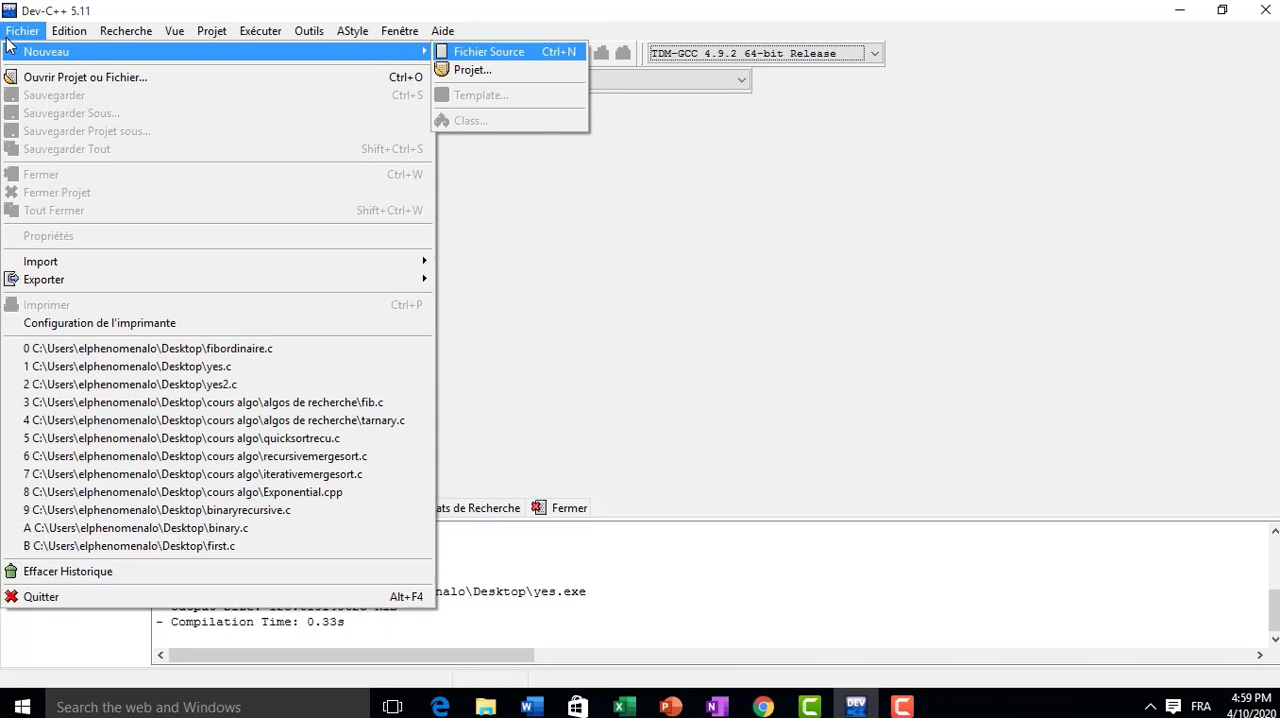 Dev-C++ 5.11
Fichier Edition Recherche Vue Projet Exécuter Outils AStyle Fenêtre Aide
Nouveau
Fichier Source Ctrl+N
TDM-GCC 4.9.2 64-bit Release
Projet...
Ouvrir Projet ou Fichier... Ctrl+O
Sauvegarder Ctrl+S
Template...
Sauvegarder Sous...
Class...
Sauvegarder Projet sous...
Sauvegarder Tout Shift+Ctrl+S
Fermer Ctrl+W
Fermer Projet
Tout Fermer Shift+Ctrl+W
Propriétés
Import
Exporter
Imprimer Ctrl+P
Configuration de l'imprimante
0 C:\Users\elphenomenalo\Desktop\fibordinaire.c
1 C:\Users\elphenomenalo\Desktop\yes.c
2 C:\Users\elphenomenalo\Desktop\yes2.c
3 C:\Users\elphenomenalo\Desktop\cours algo\algos de recherche\fib.c
4 C:\Users\elphenomenalo\Desktop\cours algo\algos de recherche\tarnary.c
5 C:\Users\elphenomenalo\Desktop\cours algo\quicksortrecu.c
6 C:\Users\elphenomenalo\Desktop\cours algo\recursivemergesort.c
7 C:\Users\elphenomenalo\Desktop\cours algo\iterativemergesort.c
8 C:\Users\elphenomenalo\Desktop\cours algo\Exponential.cpp
9 C:\Users\elphenomenalo\Desktop\binaryrecursive.c
A C:\Users\elphenomenalo\Desktop\binary.c
B C:\Users\elphenomenalo\Desktop\first.c
Effacer Historique
Quitter Alt+F4
ats de Recherche Fermer
nalo\Desktop\yes.exe
- Compilation Time: 0.33s
Search the web and Windows
DEV
FRA
4:59 PM
4/10/2020